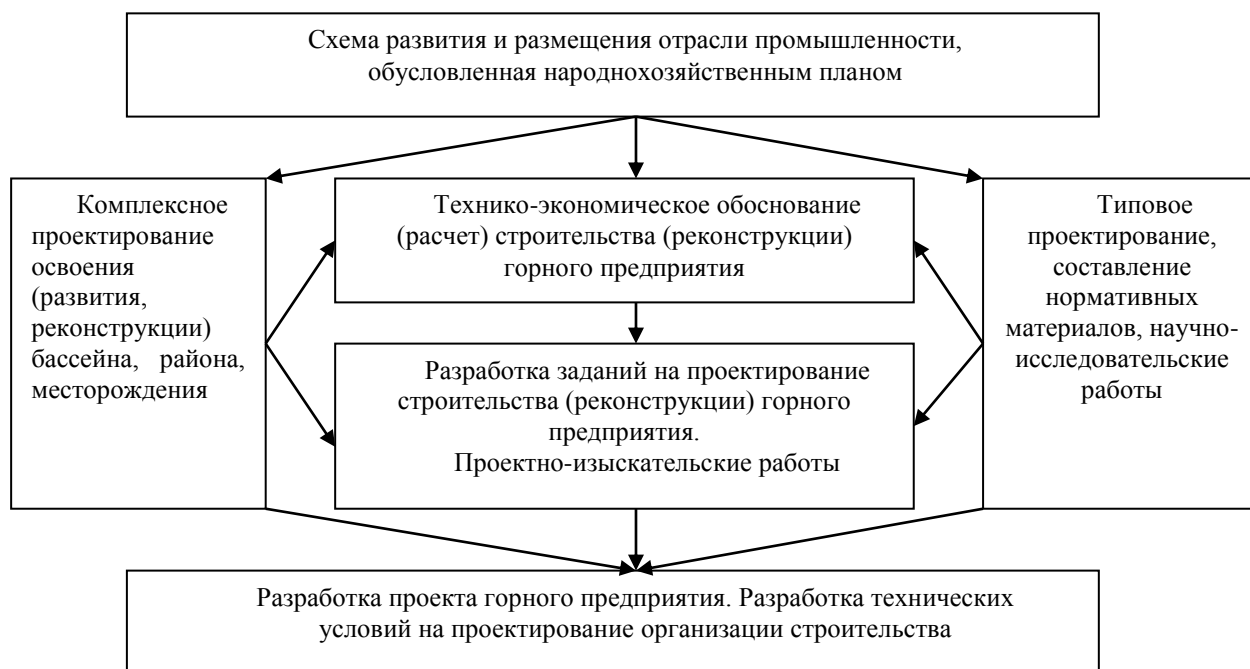 Схема развития и размещения отрасли промышленности,
обусловленная народнохозяйственным планом
Комплексное
проектирование
освоения
(развития,
реконструкции)
бассейна, района,
месторождения
Технико-экономическое обоснование
(расчет) строительства (реконструкции)
горного предприятия
Типовое
проектирование,
составление
нормативных
материалов, научно-
исследовательские
работы
Разработка заданий на проектирование
строительства (реконструкции) горного
предприятия.
Проектно-изыскательские работы
Разработка проекта горного предприятия. Разработка технических
условий на проектирование организации строительства